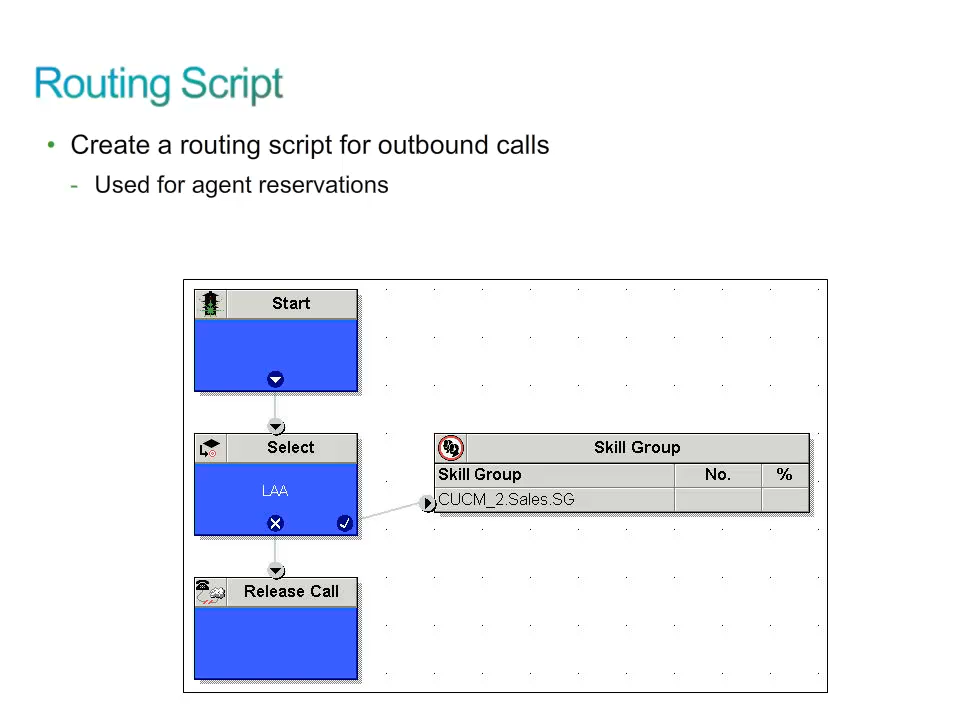 Routing Script
• Create a routing script for outbound calls
- Used for agent reservations
Start
Select
LAA
Skill Group
Skill Group No. %
CUCM_2.Sales.SG
Release Call